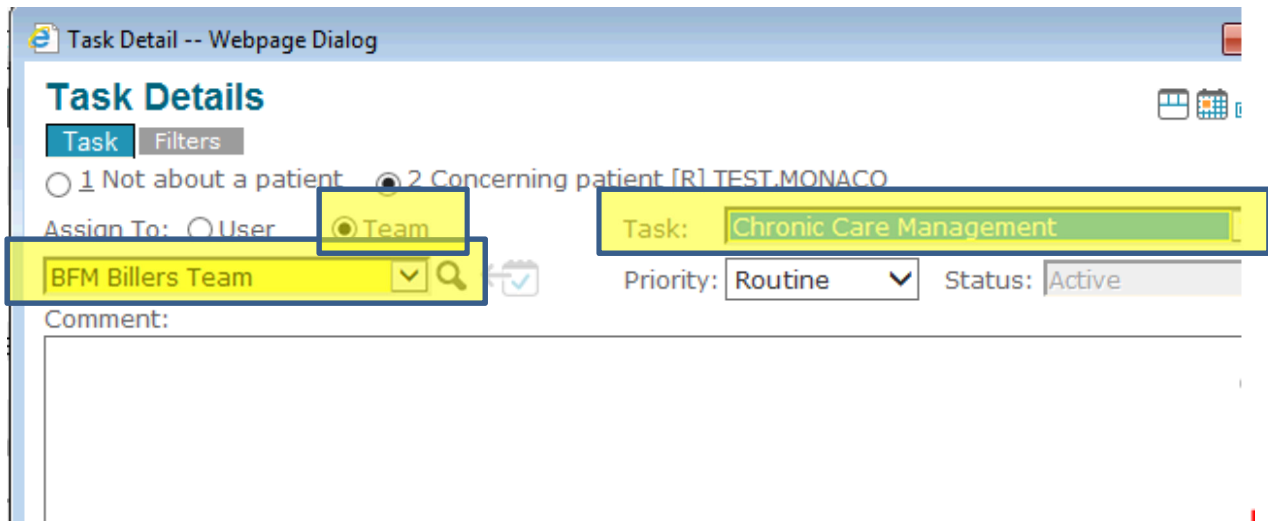 Task Detail -- Webpage Dialog
Task Details
Task Filters
1 Not about a patient 2 Concerning patient [R] TEST,MONACO
Assign To: User Team Task: Chronic Care Management
BFM Billers Team Priority: Routine Status: Active
Comment: